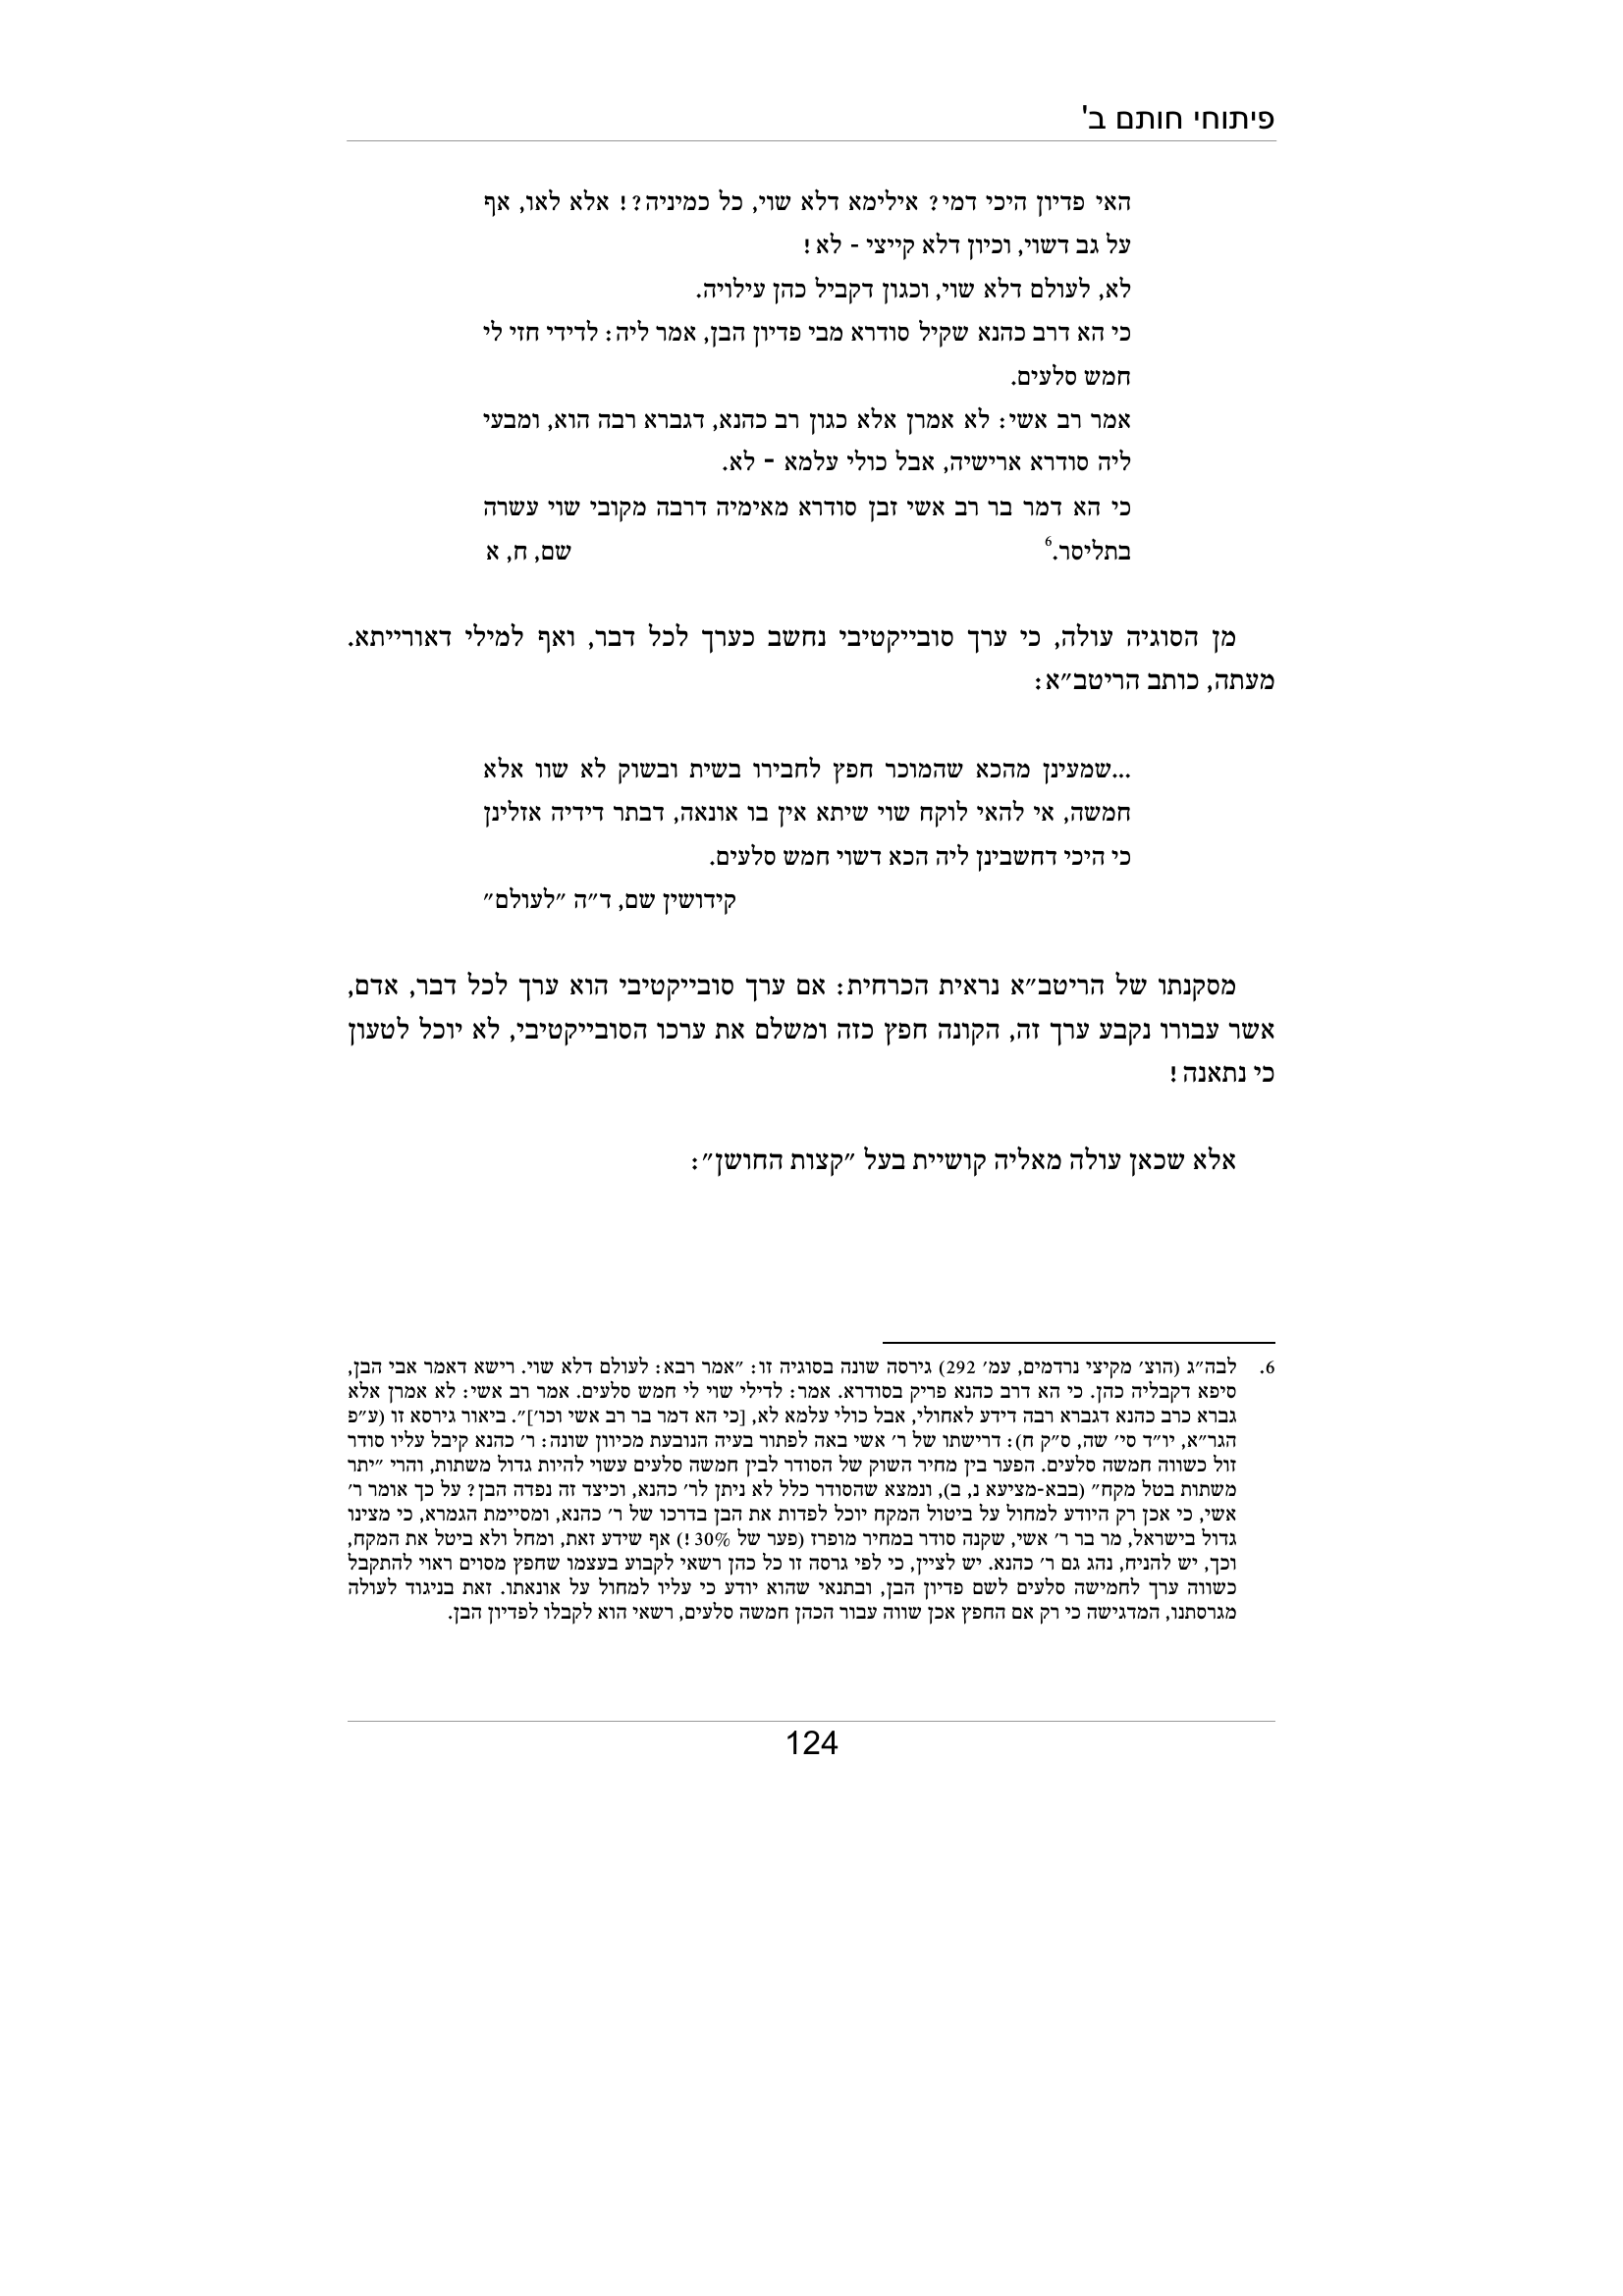 פיתוחי חותם ב'
האי פדיון היכי דמי? אילימא דלא שוי, כל כמיניה?! אלא לאו, אף
על גב דשוי, וכיון דלא קייצי - לא!
לא, לעולם דלא שוי, וכגון דקביל כהן עילויה.
כי הא דרב כהנא שקיל סודרא מבי פדיון הבן, אמר ליה: לדידי חזי לי
חמש סלעים.
אמר רב אשי: לא אמרן אלא כגון רב כהנא, דגברא רבה הוא, ומבעי
ליה סודרא ארישיה, אבל כולי עלמא - לא.
כי הא דמר בר רב אשי זבן סודרא מאימיה דרבה מקובי שוי עשרה
בתליסר.6 שם, ח, א
מן הסוגיה עולה, כי ערך סובייקטיבי נחשב כערך לכל דבר, ואף למילי דאורייתא.
מעתה, כותב הריטב״א:
...שמעינן מהכא שהמוכר חפץ לחבירו בשית ובשוק לא שוו אלא
חמשה, אי להאי לוקח שוי שיתא אין בו אונאה, דבתר דידיה אזלינן
כי היכי דחשבינן ליה הכא דשוי חמש סלעים.
קידושין שם, ד״ה ״לעולם״
מסקנתו של הריטב״א נראית הכרחית: אם ערך סובייקטיבי הוא ערך לכל דבר, אדם,
אשר עבורו נקבע ערך זה, הקונה חפץ כזה ומשלם את ערכו הסובייקטיבי, לא יוכל לטעון
כי נתאנה!
אלא שכאן עולה מאליה קושיית בעל ״קצות החושן״:
6. לבה״ג (הוצ׳ מקיצי נרדמים, עמ׳ 292) גירסה שונה בסוגיה זו: ״אמר רבא: לעולם דלא שוי. רישא דאמר אבי הבן,
סיפא דקבליה כהן. כי הא דרב כהנא פריק בסודרא. אמר: לדילי שוי לי חמש סלעים. אמר רב אשי: לא אמרן אלא
גברא כרב כהנא דגברא רבה דידע לאחולי, אבל כולי עלמא לא, [כי הא דמר בר רב אשי וכו׳]״. ביאור גירסא זו (ע״פ
הגר״א, יו״ד סי׳ שה, ס״ק ח): דרישתו של ר׳ אשי באה לפתור בעיה הנובעת מכיוון שונה: ר׳ כהנא קיבל עליו סודר
זול כשווה חמשה סלעים. הפער בין מחיר השוק של הסודר לבין חמשה סלעים עשוי להיות גדול משתות, והרי ״יתר
משתות בטל מקח״ (בבא-מציעא נ, ב), ונמצא שהסודר כלל לא ניתן לר׳ כהנא, וכיצד זה נפדה הבן? על כך אומר ר׳
אשי, כי אכן רק היודע למחול על ביטול המקח יוכל לפדות את הבן בדרכו של ר׳ כהנא, ומסיימת הגמרא, כי מצינו
גדול בישראל, מר בר ר׳ אשי, שקנה סודר במחיר מופרז (פער של 30%!) אף שידע זאת, ומחל ולא ביטל את המקח,
וכך, יש להניח, נהג גם ר׳ כהנא. יש לציין, כי לפי גרסה זו כל כהן רשאי לקבוע בעצמו שחפץ מסוים ראוי להתקבל
כשווה ערך לחמישה סלעים לשם פדיון הבן, ובתנאי שהוא יודע כי עליו למחול על אונאתו. זאת בניגוד לעולה
מגרסתנו, המדגישה כי רק אם החפץ אכן שווה עבור הכהן חמשה סלעים, רשאי הוא לקבלו לפדיון הבן.
124